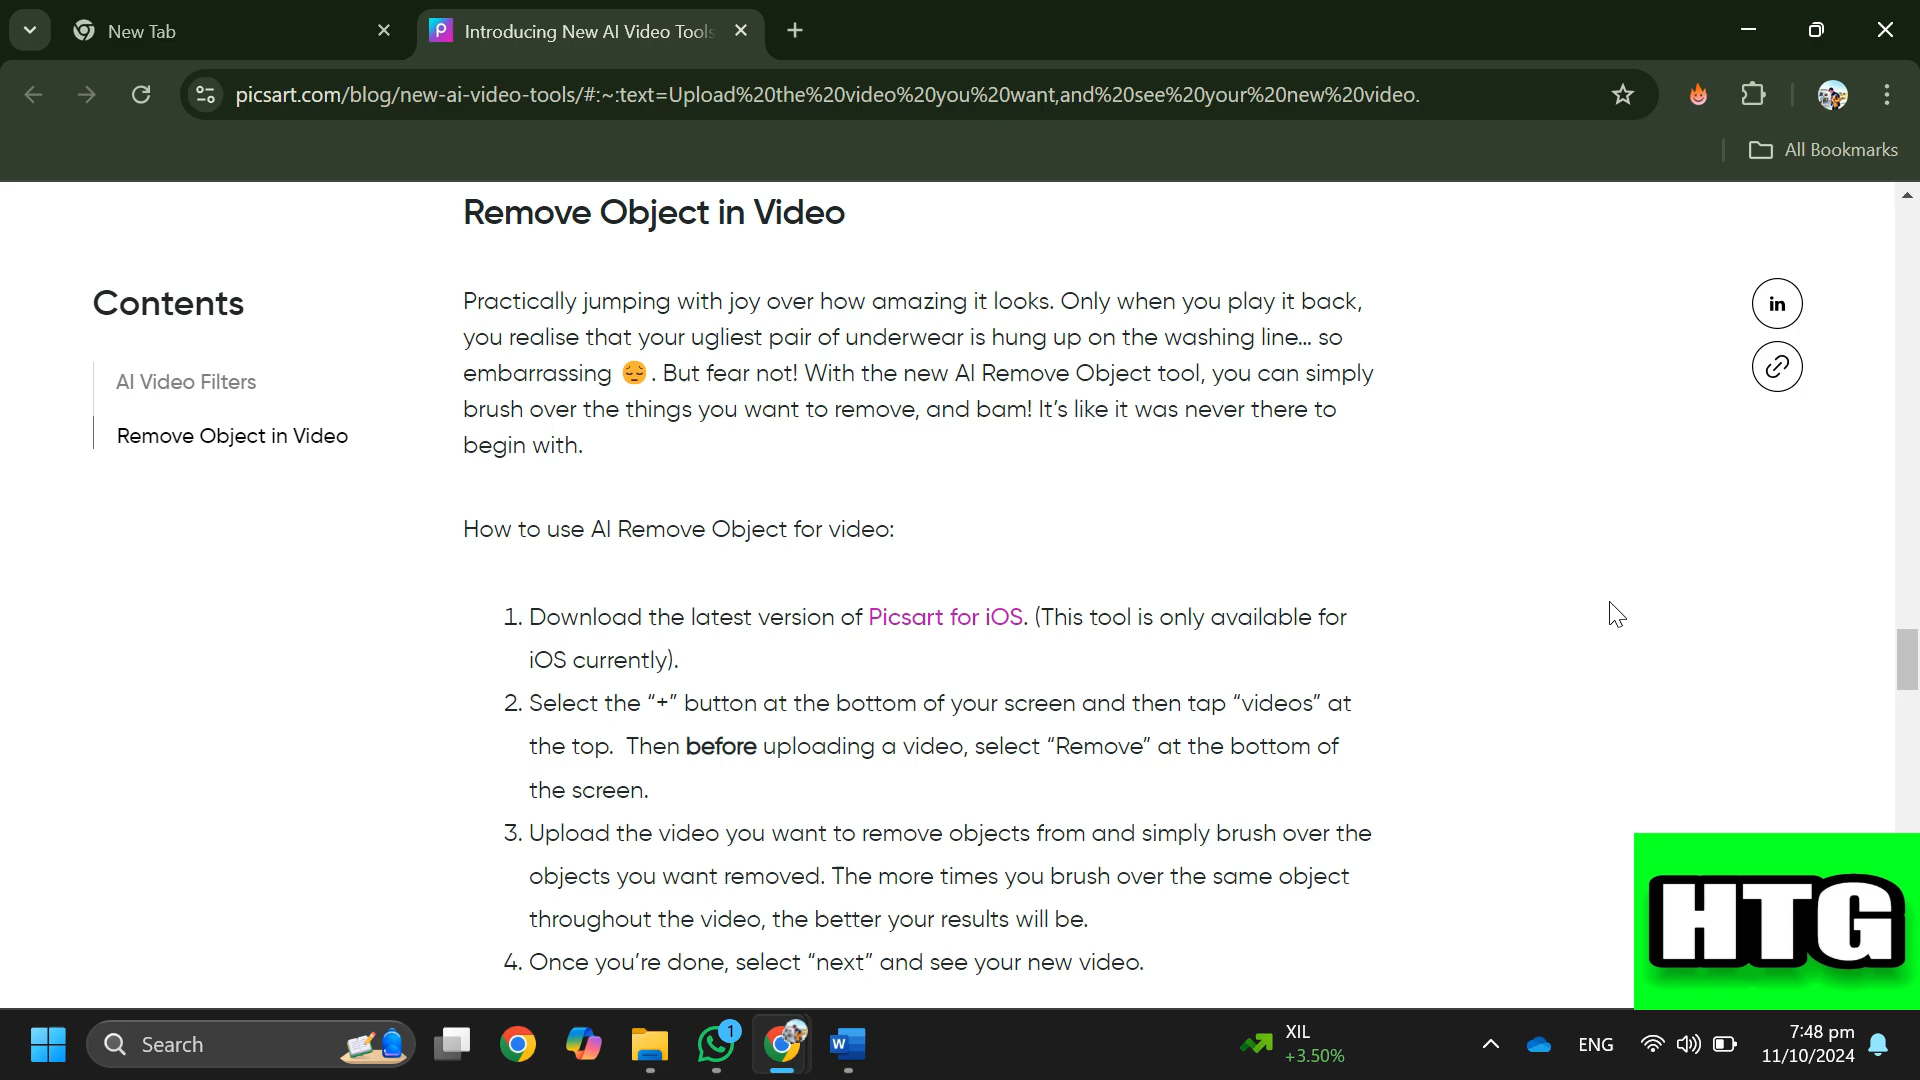 New Tab
Introducing New AI Video Tools
picsart.com/blog/new-ai-video-tools/#:~:text=Upload%20the%20video%20you%20want,and%20see%20your%20new%20video.
All Bookmarks
Remove Object in Video
Contents
AI Video Filters
Remove Object in Video
Practically jumping with joy over how amazing it looks. Only when you play it back,
you realise that your ugliest pair of underwear is hung up on the washing line... so
embarrassing 😔. But fear not! With the new AI Remove Object tool, you can simply
brush over the things you want to remove, and bam! It’s like it was never there to
begin with.
How to use AI Remove Object for video:
1. Download the latest version of Picsart for iOS. (This tool is only available for
iOS currently).
2. Select the “+” button at the bottom of your screen and then tap “videos” at
the top. Then before uploading a video, select “Remove” at the bottom of
the screen.
3. Upload the video you want to remove objects from and simply brush over the
objects you want removed. The more times you brush over the same object
throughout the video, the better your results will be.
4. Once you’re done, select “next” and see your new video.
in
HTG
Search
1
XIL
+3.50%
ENG
7:48 pm
11/10/2024